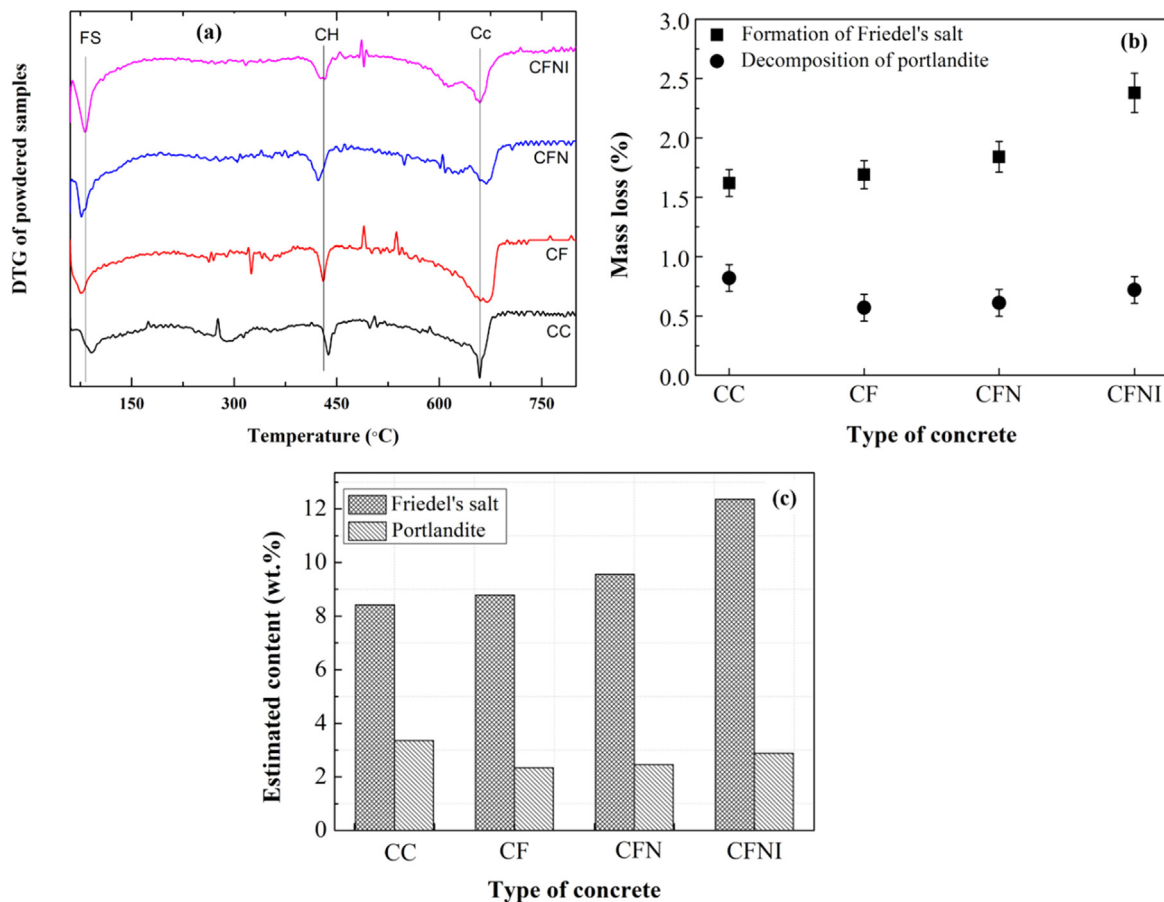 (a)
FS
CH
Cc
CFNI
CFN
CF
CC
DTG of powdered samples
150
300
450
600
750
Temperature (°C)
(b)
Formation of Friedel's salt
Decomposition of portlandite
3.0
2.5
2.0
1.5
1.0
0.5
0.0
Mass loss (%)
CC
CF
CFN
CFNI
Type of concrete
(c)
Friedel's salt
Portlandite
12
10
8
6
4
2
0
Estimated content (wt.%)
CC
CF
CFN
CFNI
Type of concrete